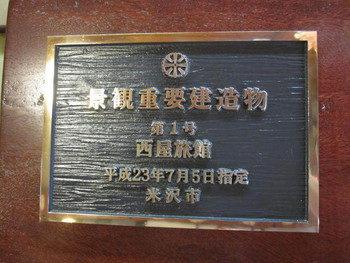 景観重要建造物
第1号
西屋旅館
平成23年7月5日指定
米沢市